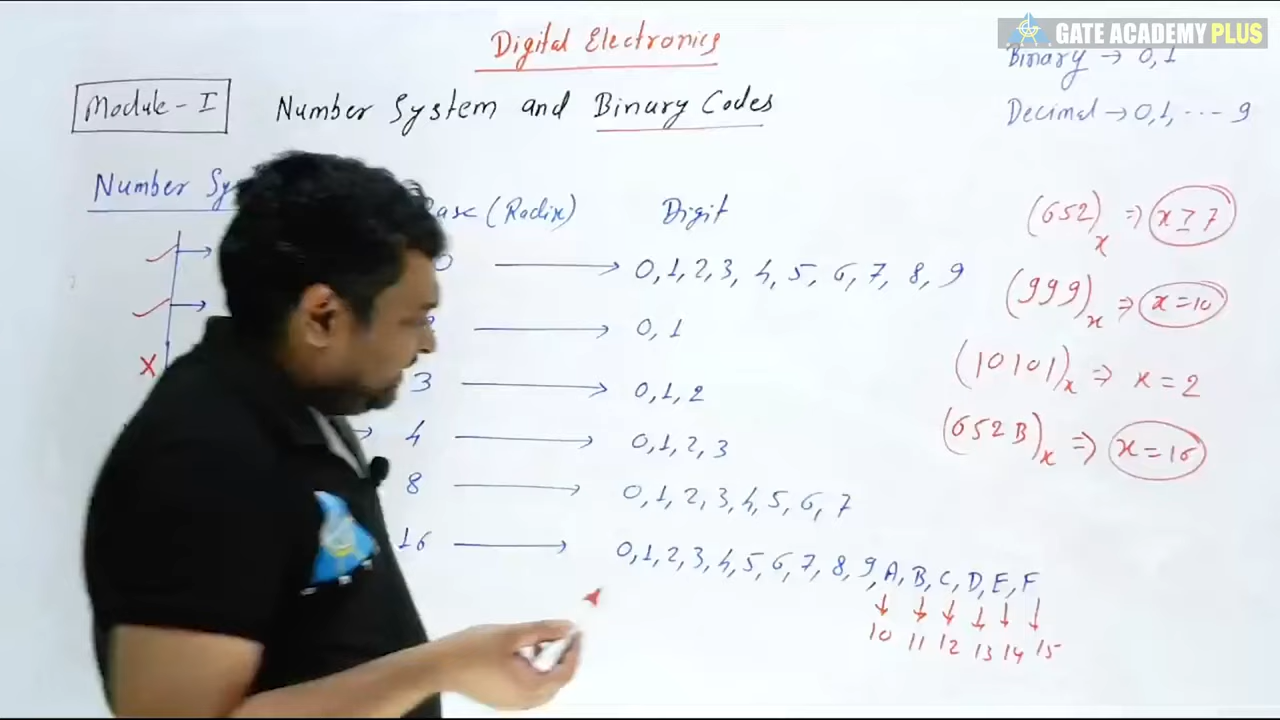 Digital Electronics
GATE ACADEMY PLUS
Binary → 0, 1
Decimal → 0, 1, ... 9
Module - I
Number System and Binary Codes
Number Sy
Base (Radix)
Digit
0 → 0, 1, 2, 3, 4, 5, 6, 7, 8, 9
→ 0, 1
3 → 0, 1, 2
4 → 0, 1, 2, 3
8 → 0, 1, 2, 3, 4, 5, 6, 7
16 → 0, 1, 2, 3, 4, 5, 6, 7, 8, 9, A, B, C, D, E, F
10 11 12 13 14 15
(652)x ⇒ x ≥ 7
(999)x ⇒ x = 10
(10101)x ⇒ x = 2
(652B)x ⇒ x = 16
X